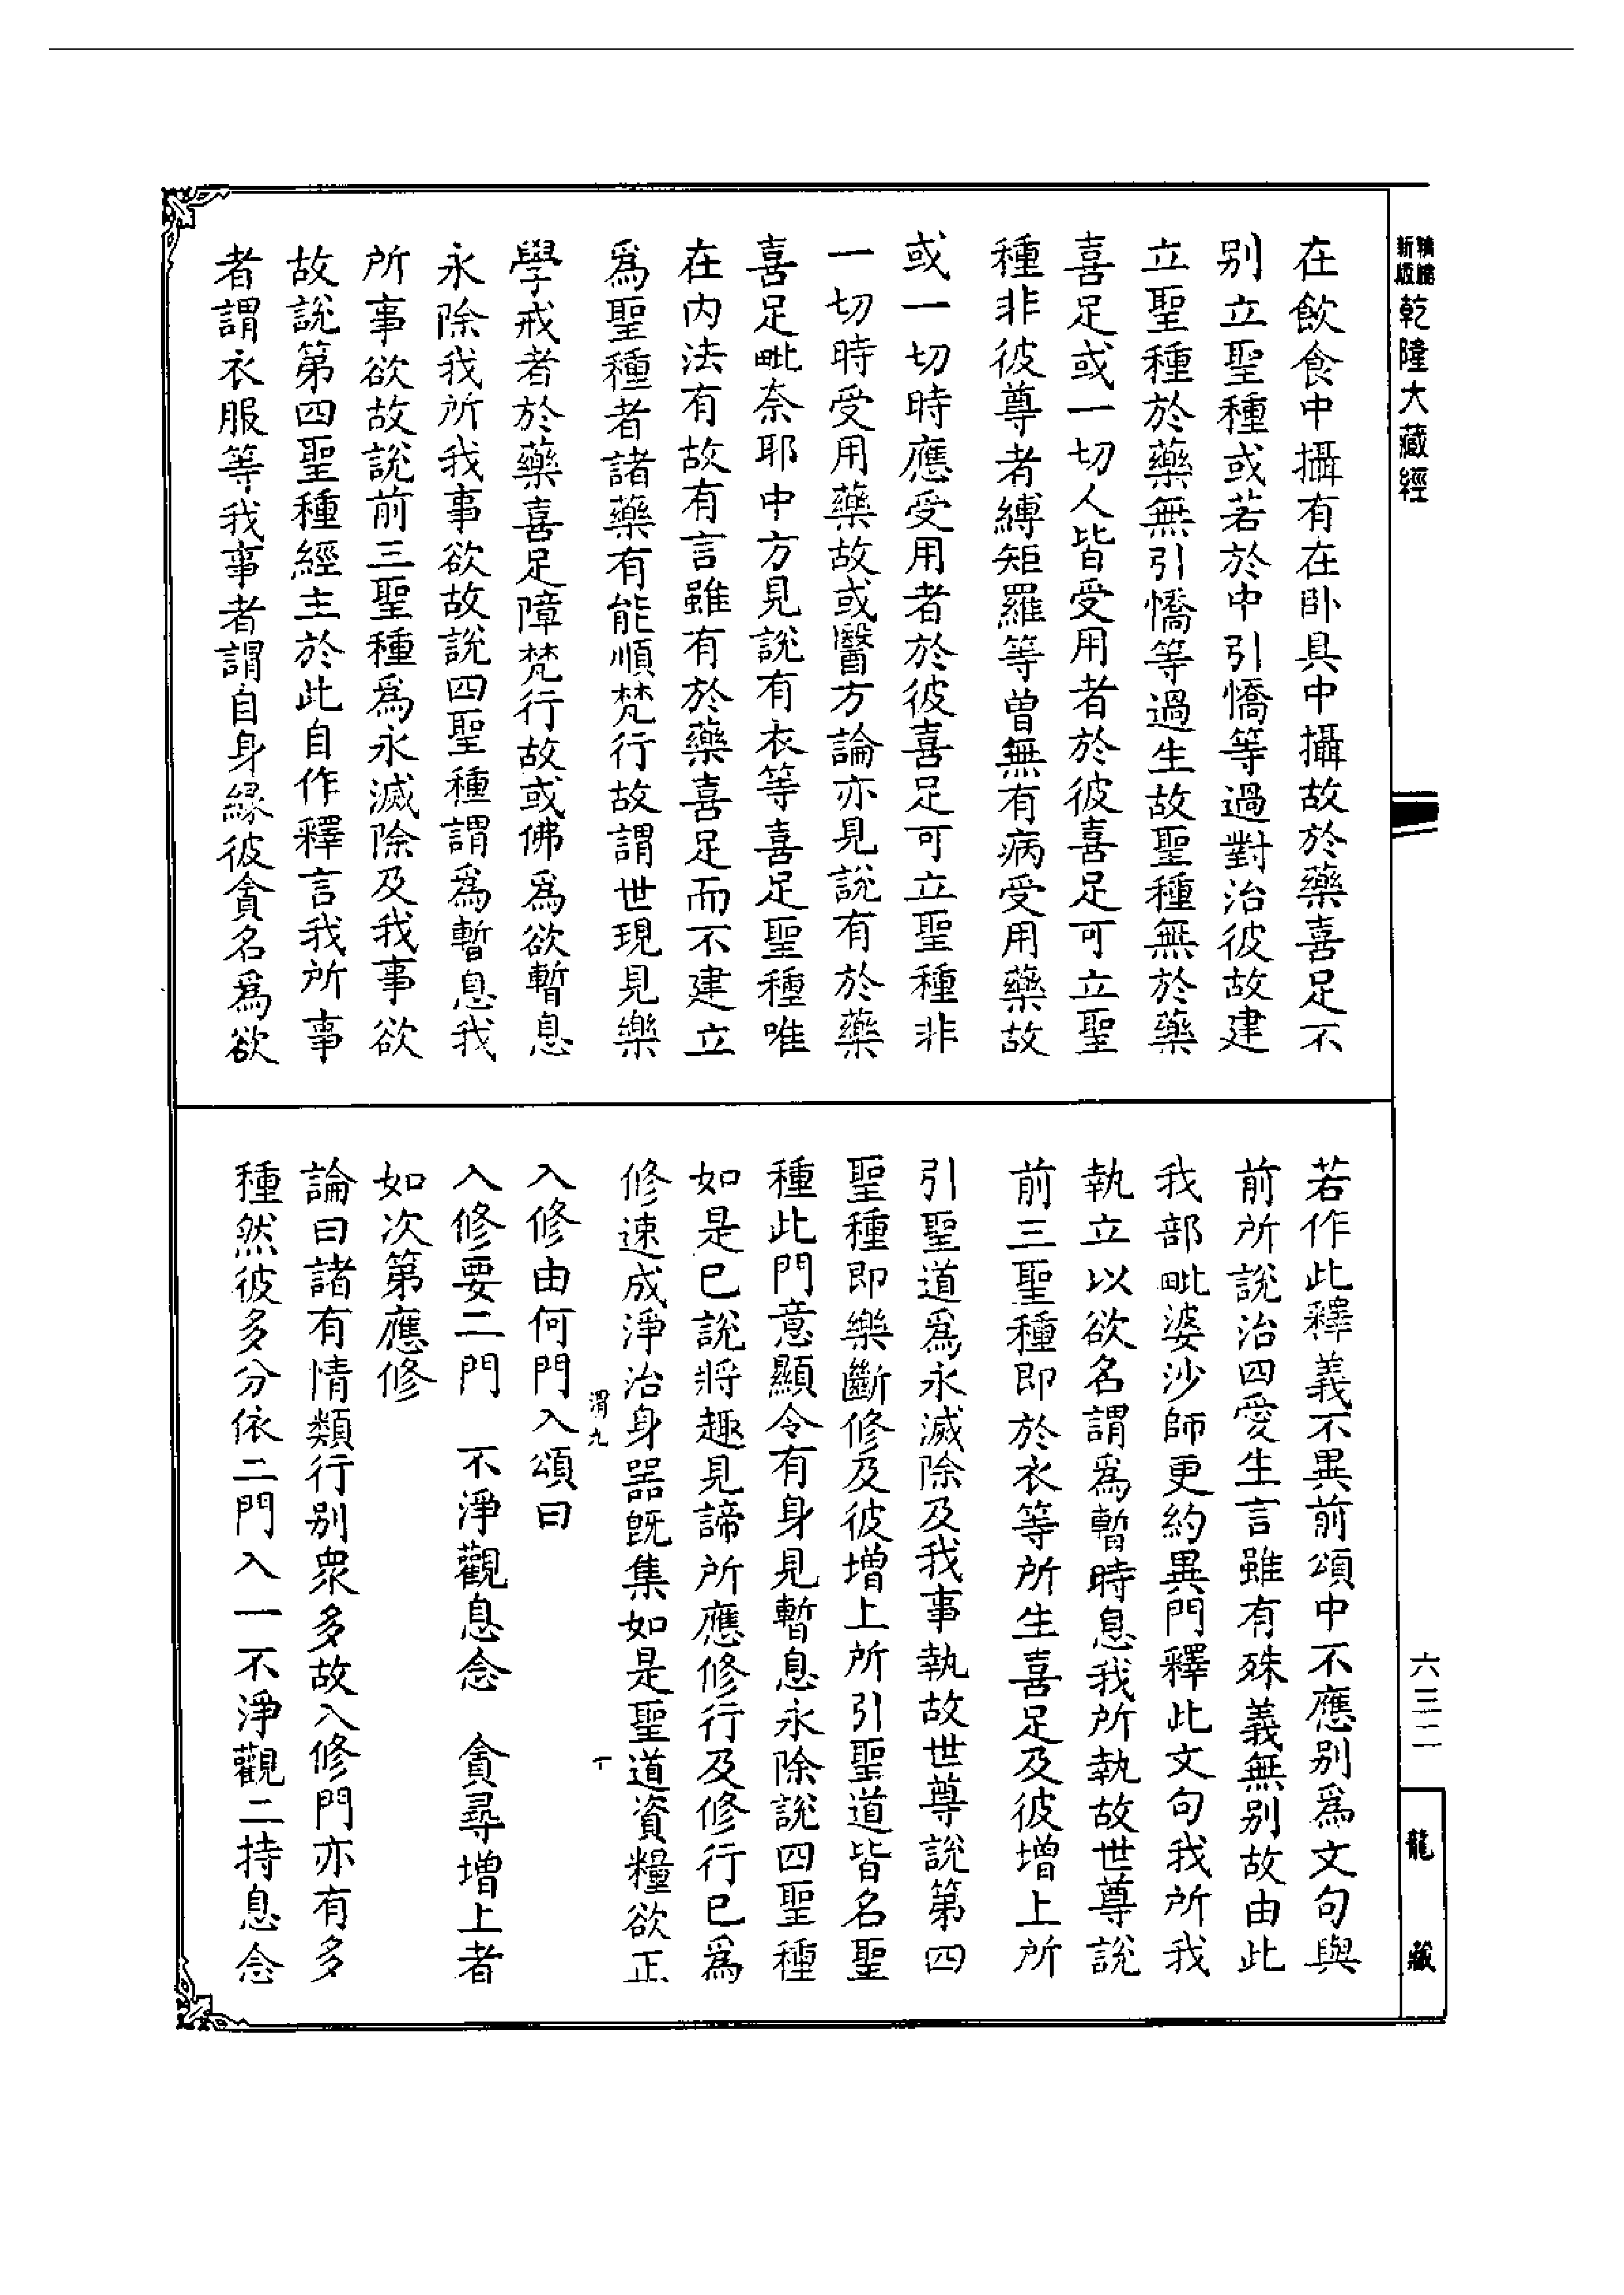 新版
乾隆大藏經
在飲食中攝有在卧具中攝故於藥喜足不
别立聖種或若於中引憍等過對治彼故建
立聖種於藥無引憍等過生故聖種無於藥
喜足或一切人皆受用者於彼喜足可立聖
種非彼尊者縛矩羅等曾無有病受用藥故
或一切時應受用者於彼喜足可立聖種非
一切時受用藥故或醫方論亦見說有於藥
喜足毗奈耶中方見說有衣等喜足聖種唯
在内法有故有言雖有於藥喜足而不建立
爲聖種者諸藥有能順梵行故謂世現見樂
學戒者於藥喜足障梵行故或佛爲欲暫息
永除我所我事欲故說四聖種謂爲暫息我
所事欲故說前三聖種爲永滅除及我事欲
故說第四聖種經主於此自作釋言我所事
者謂衣服等我事者謂自身緣彼貪名爲欲
若作此釋義不異前頌中不應别爲文句與
前所說治四愛生言雖有殊義無别故由此
我部毗婆沙師更約異門釋此文句我所我
執立以欲名謂爲暫時息我所執故世尊說
前三聖種即於衣等所生喜足及彼增上所
引聖道爲永滅除及我事執故世尊說第四
聖種即樂斷修及彼增上所引聖道皆名聖
種此門意顯令有身見暫息永除說四聖種
如是已說將趣見諦所應修行及修行已爲
修速成淨治身器既集如是聖道資糧欲正
渭九
十
入修由何門入頌曰
入修要二門　不淨觀息念　貪尋增上者
如次第應修
論曰諸有情類行别衆多故入修門亦有多
種然彼多分依二門入一不淨觀二持息念
六三二
龍藏